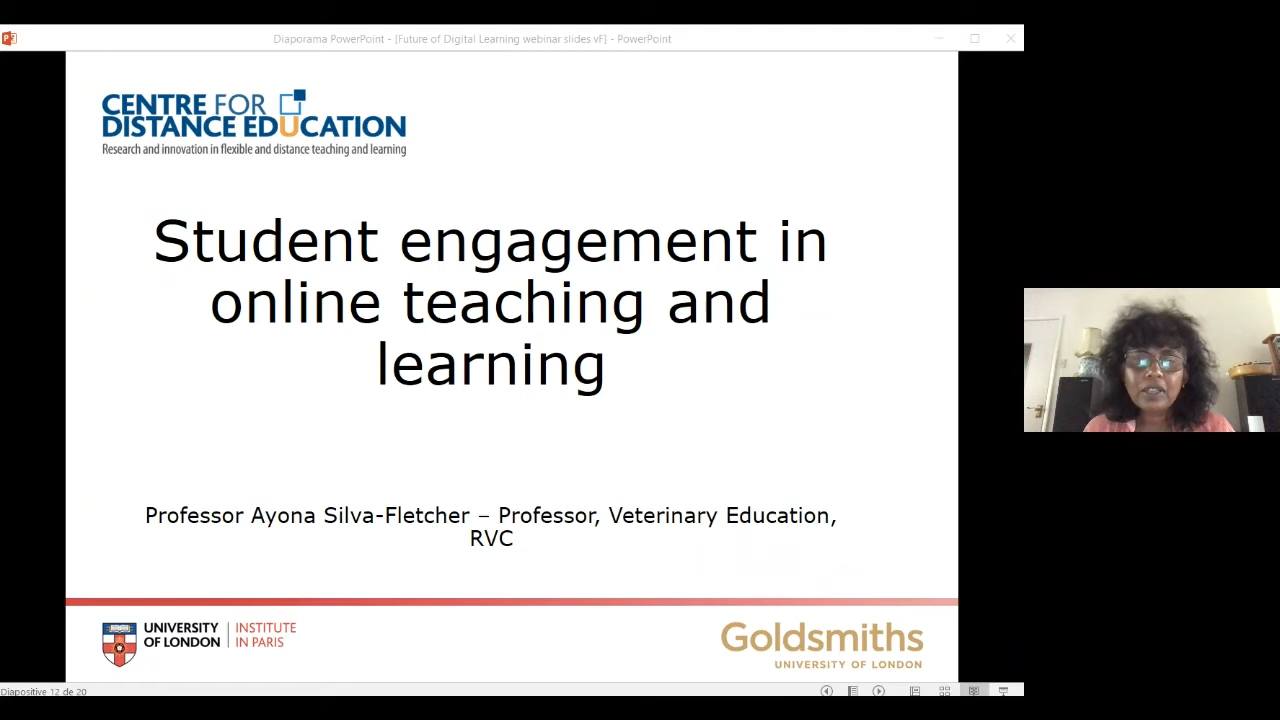 Diaporama PowerPoint - [Future of Digital Learning webinar slides vF] - PowerPoint
CENTRE FOR
DISTANCE EDUCATION
Research and innovation in flexible and distance teaching and learning
Student engagement in
online teaching and
learning
Professor Ayona Silva-Fletcher – Professor, Veterinary Education,
RVC
UNIVERSITY
OF LONDON
INSTITUTE
IN PARIS
Goldsmiths
UNIVERSITY OF LONDON
Diapositive 12 de 20